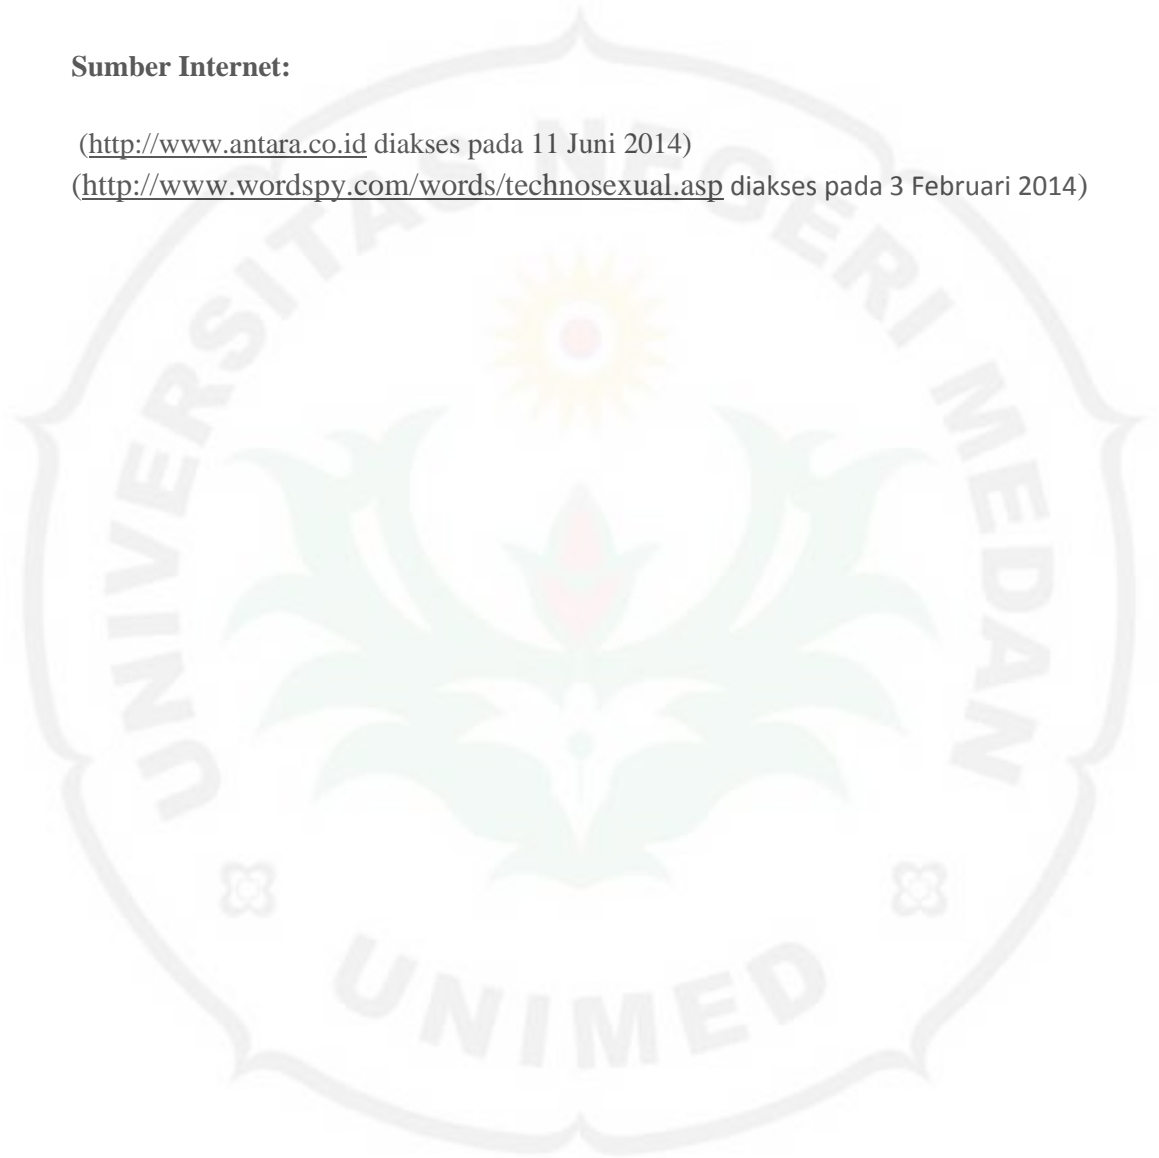 Sumber Internet:
(http://www.antara.co.id diakses pada 11 Juni 2014)
(http://www.wordspy.com/words/technosexual.asp diakses pada 3 Februari 2014)
UNIVERSITAS NEGERI MEDAN
UNIMED